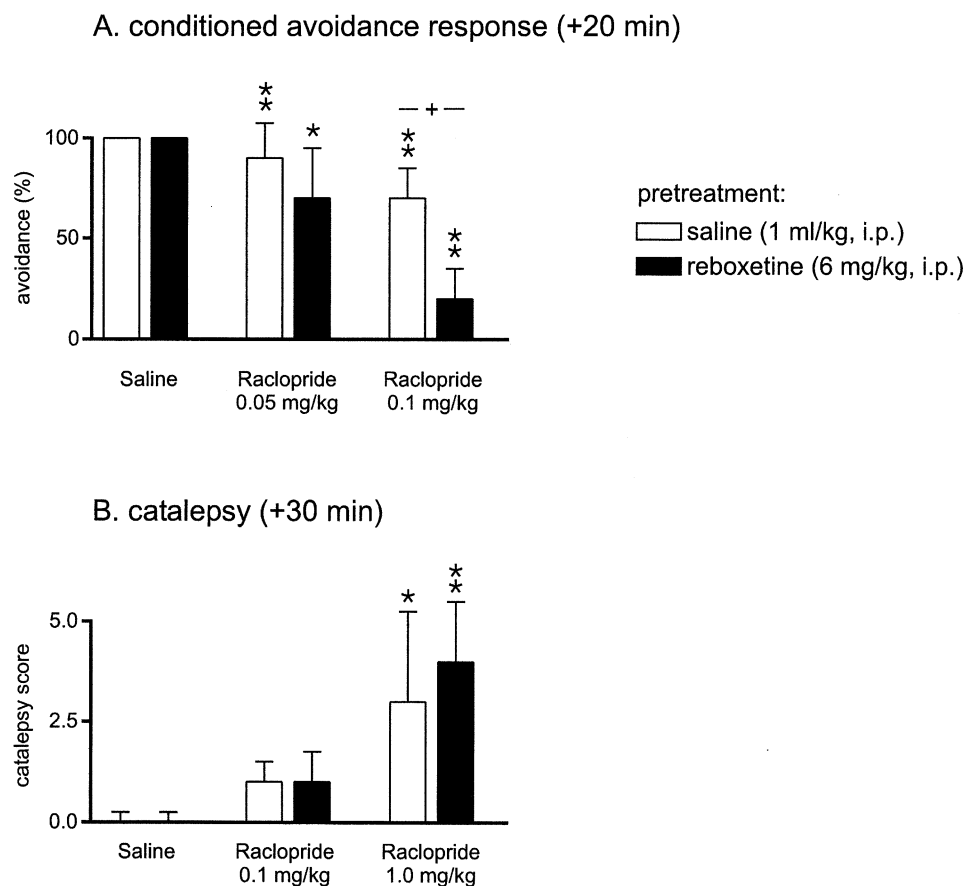 A. conditioned avoidance response (+20 min)
* * * * * * *
— + —
100
50
0
avoidance (%)
Saline
Raclopride
0.05 mg/kg
Raclopride
0.1 mg/kg
pretreatment:
saline (1 ml/kg, i.p.)
reboxetine (6 mg/kg, i.p.)
B. catalepsy (+30 min)
* * *
5.0
2.5
0.0
catalepsy score
Saline
Raclopride
0.1 mg/kg
Raclopride
1.0 mg/kg